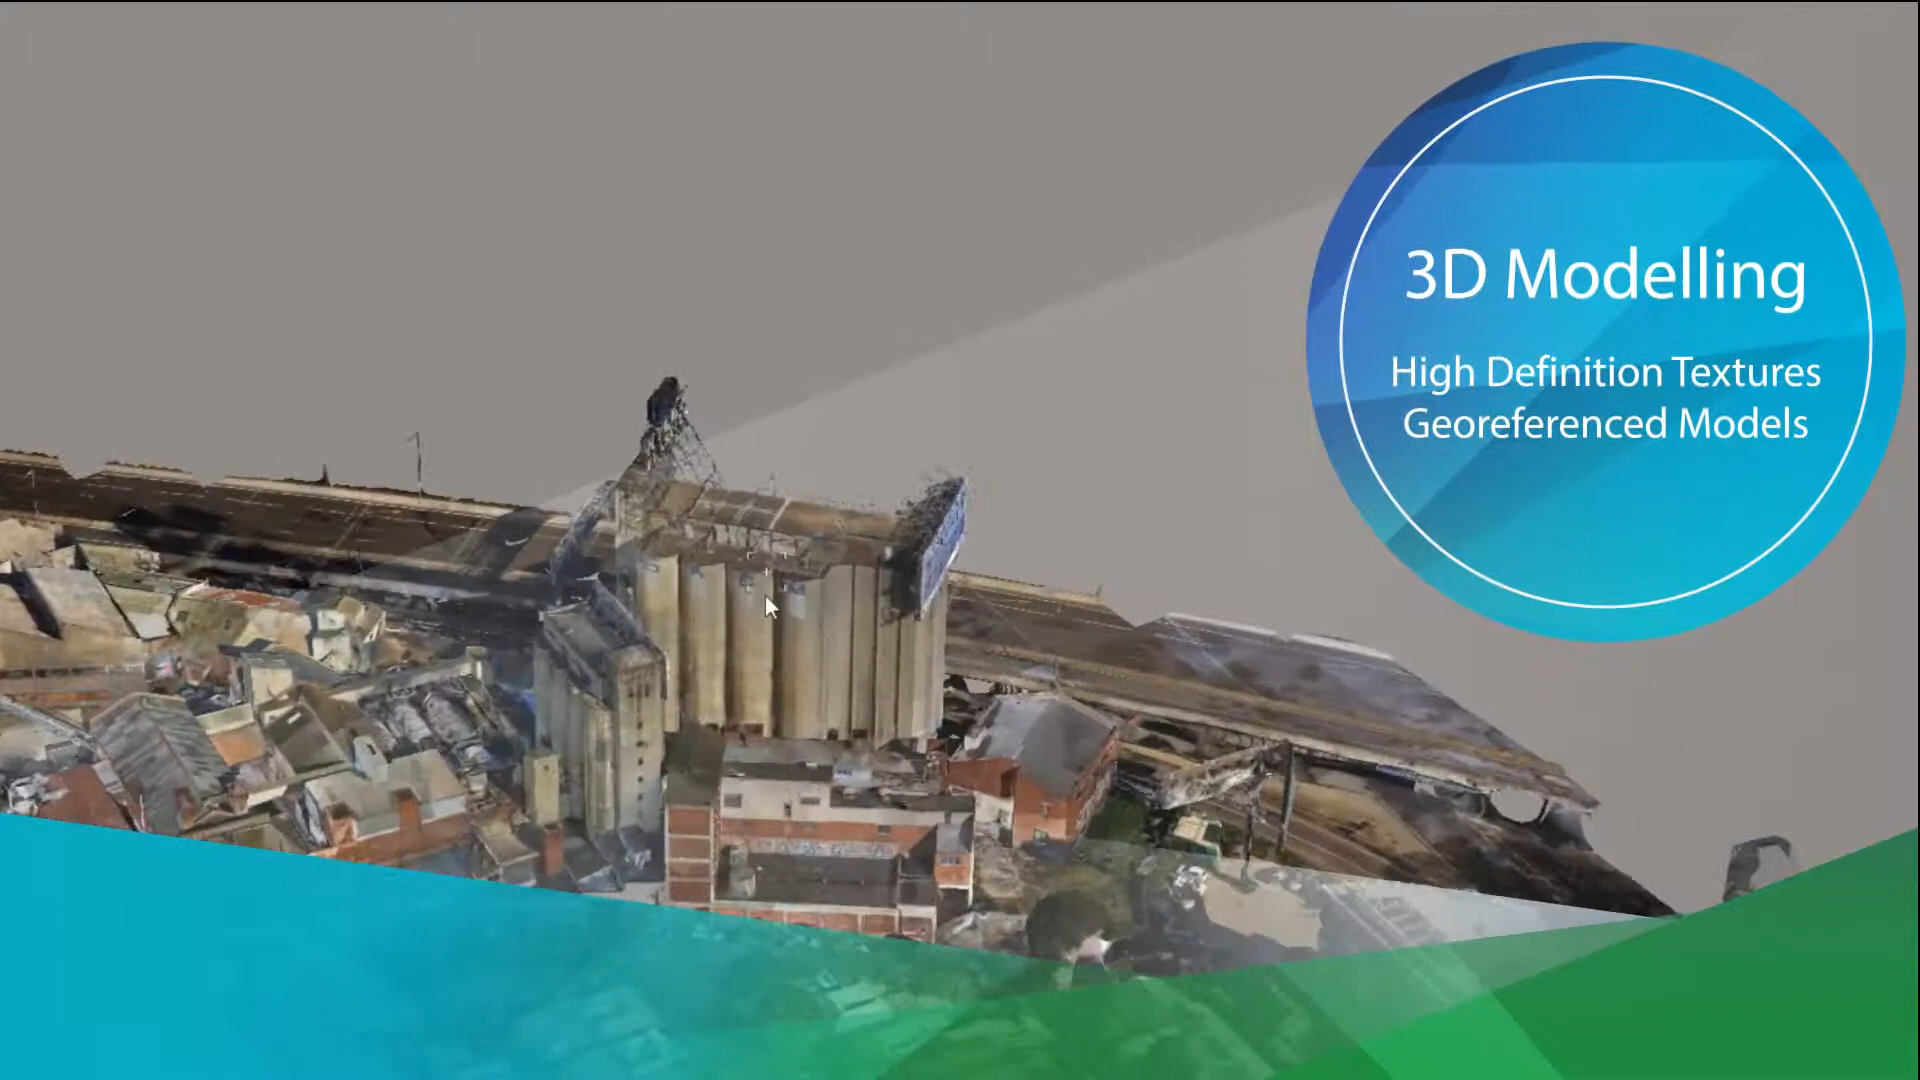 3D Modelling
High Definition Textures
Georeferenced Models